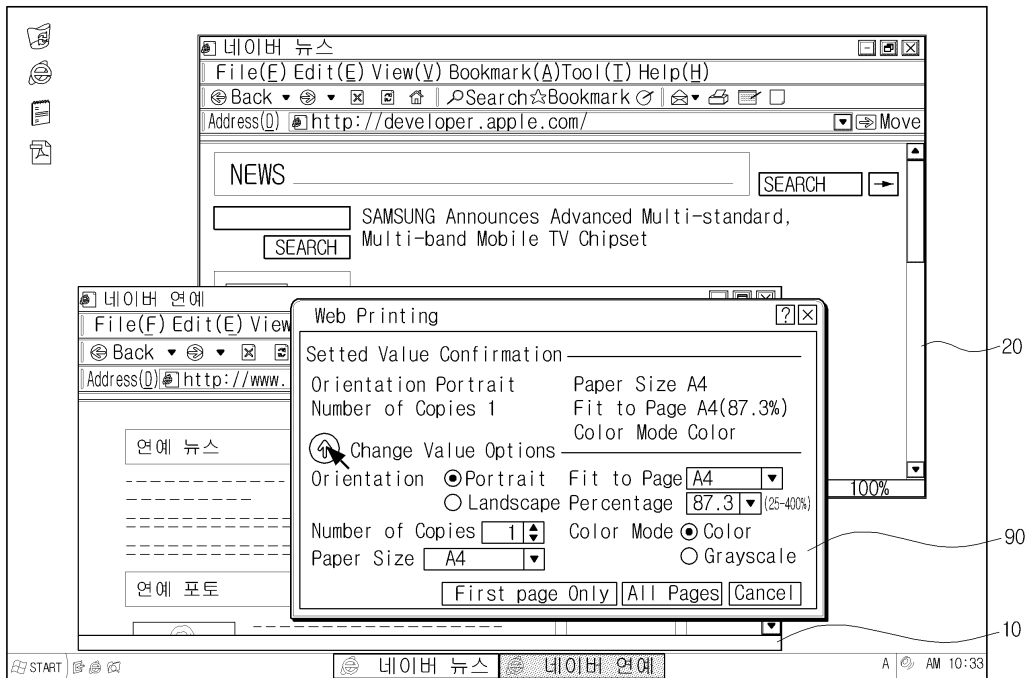 네이버 뉴스
File(F) Edit(E) View(V) Bookmark(A)Tool(T) Help(H)
Back Search☆Bookmark
Address(D) http://developer.apple.com/ Move
NEWS
SEARCH
SAMSUNG Announces Advanced Multi-standard,
Multi-band Mobile TV Chipset
SEARCH
100%
20
네이버 연예
File(F) Edit(E) View
Back
Address(D) http://www.
연예 뉴스
연예 포토
Web Printing
Setted Value Confirmation
Orientation Portrait Paper Size A4
Number of Copies 1 Fit to Page A4(87.3%)
Color Mode Color
Change Value Options
Orientation Portrait Fit to Page A4
Landscape Percentage 87.3 (25-400%)
Number of Copies 1 Color Mode Color
Paper Size A4 Grayscale
First page Only All Pages Cancel
90
10
START 네이버 뉴스 네이버 연예 A AM 10:33